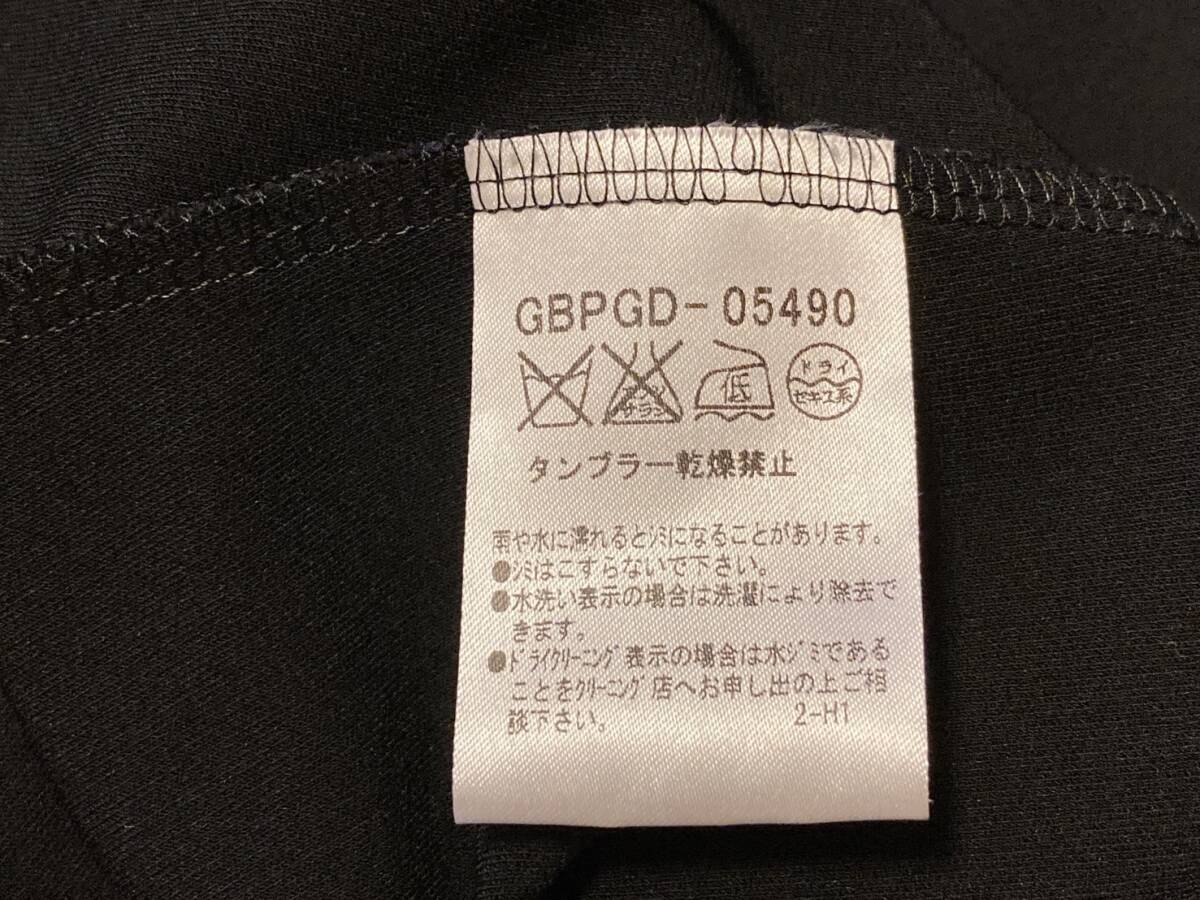 GBPGD-05490
エンソ
サラシ
低
ドライ
セキユ系
タンブラー乾燥禁止
雨や水に濡れるとシミになることがあります。
●シミはこすらないで下さい。
●水洗い表示の場合は洗濯により除去で
きます。
●ドライクリーニング表示の場合は水ジミである
ことをクリーニング店へお申し出の上ご相
談下さい。 2-H1